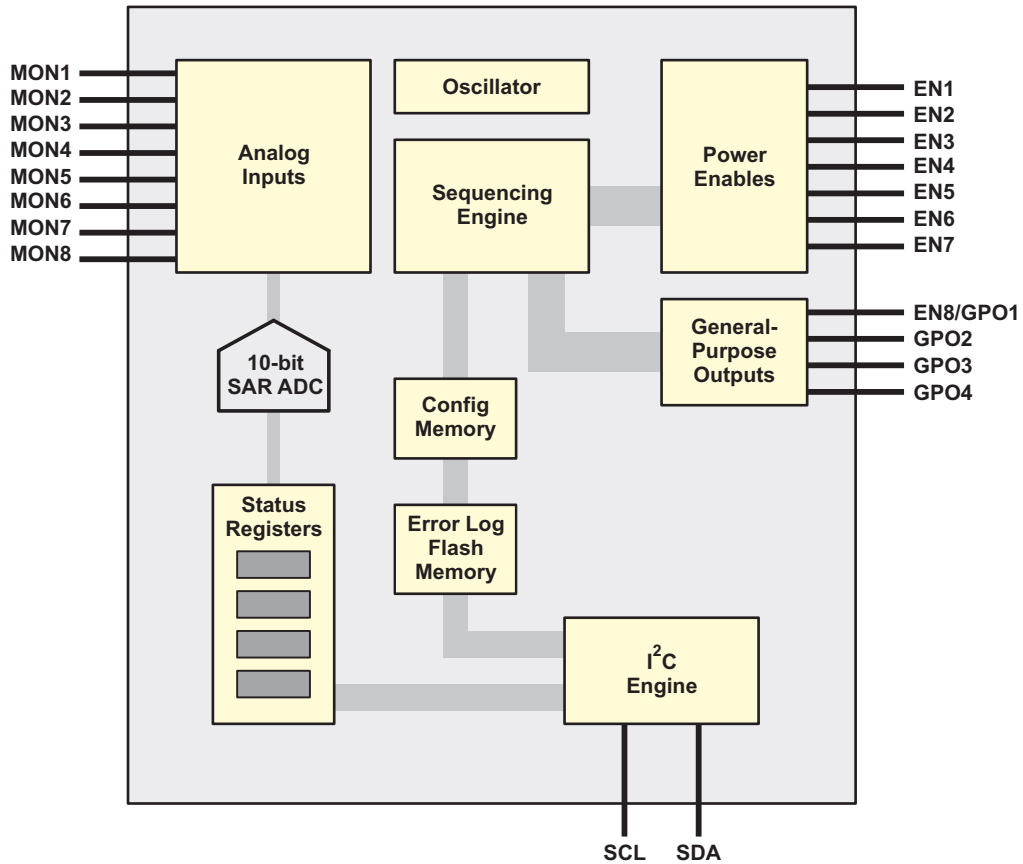 MON1
MON2
MON3
MON4
MON5
MON6
MON7
MON8
Analog
Inputs
Oscillator
Sequencing
Engine
Power
Enables
EN1
EN2
EN3
EN4
EN5
EN6
EN7
General-
Purpose
Outputs
EN8/GPO1
GPO2
GPO3
GPO4
10-bit
SAR ADC
Config
Memory
Status
Registers
Error Log
Flash
Memory
I²C
Engine
SCL
SDA